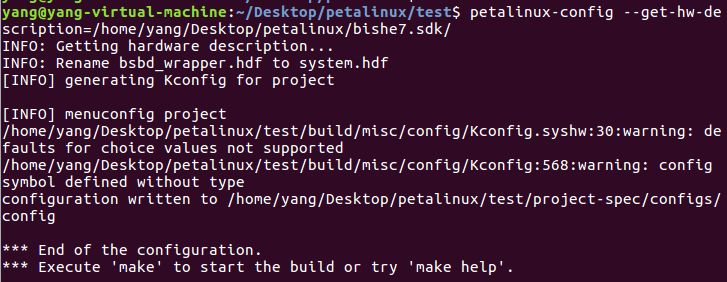 yang@yang-virtual-machine:~/Desktop/petalinux/test$ petalinux-config --get-hw-de
scription=/home/yang/Desktop/petalinux/bishe7.sdk/
INFO: Getting hardware description...
INFO: Rename bsbd_wrapper.hdf to system.hdf
[INFO] generating Kconfig for project
[INFO] menuconfig project
/home/yang/Desktop/petalinux/test/build/misc/config/Kconfig.syshw:30:warning: de
faults for choice values not supported
/home/yang/Desktop/petalinux/test/build/misc/config/Kconfig:568:warning: config
symbol defined without type
configuration written to /home/yang/Desktop/petalinux/test/project-spec/configs/
config
*** End of the configuration.
*** Execute 'make' to start the build or try 'make help'.